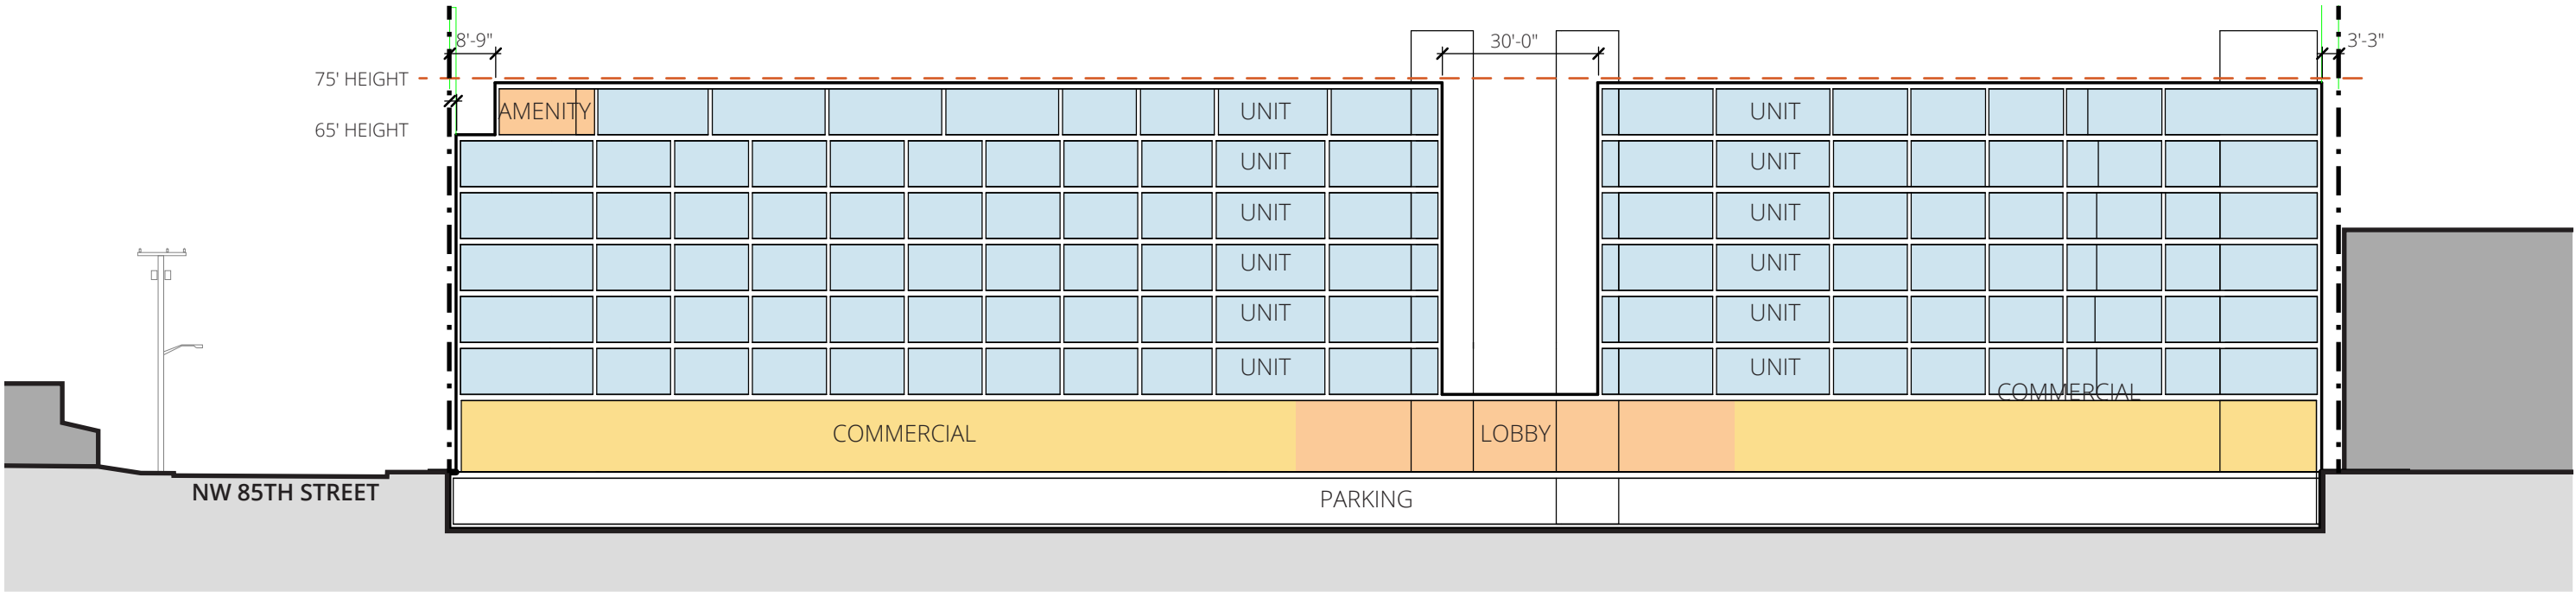 8'-9"
30'-0"
3'-3"
75' HEIGHT
AMENITY
UNIT
UNIT
65' HEIGHT
UNIT
UNIT
UNIT
UNIT
UNIT
UNIT
UNIT
UNIT
UNIT
UNIT
COMMERCIAL
COMMERCIAL
LOBBY
NW 85TH STREET
PARKING